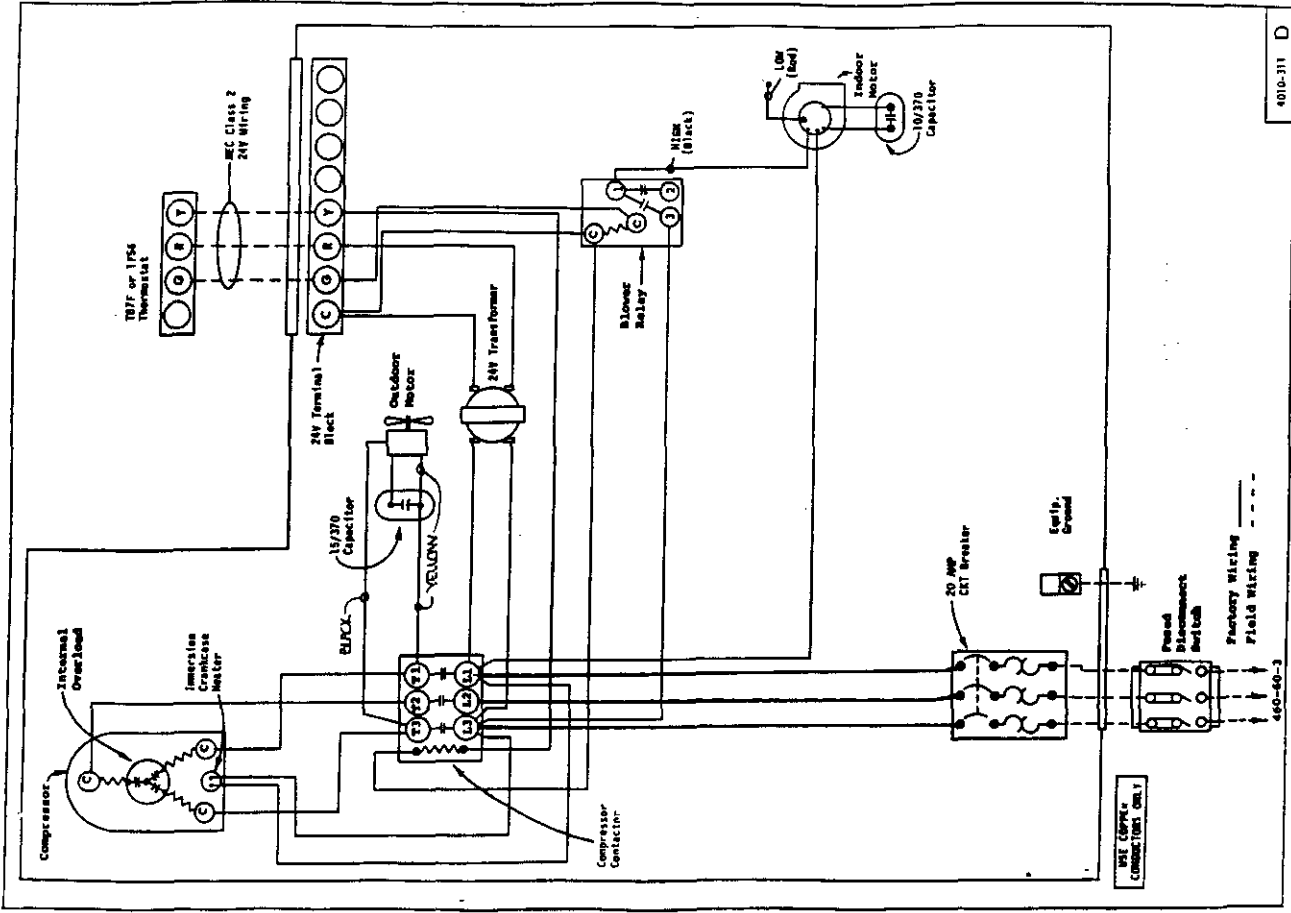 T87F or 1F56
Thermostat
G
R
Y
NEC Class 2
24V Wiring
C
G
R
Y
24V Terminal
Block
LOW
(Red)
Indoor
Motor
10/370
Capacitor
HIGH
(Black)
1
2
3
C
C
Blower
Relay
24V Transformer
Outdoor
Motor
15/370
Capacitor
BLACK
YELLOW
Compressor
Internal
Overload
Immersion
Crankcase
Heater
C
C
C
T3
T2
T1
L3
L2
L1
Compressor
Contactor
20 AMP
CKT Breaker
Equip.
Ground
Fused
Disconnect
Switch
Factory Wiring
Field Wiring
460-60-3
USE COPPER
CONDUCTORS ONLY
4010-311 D